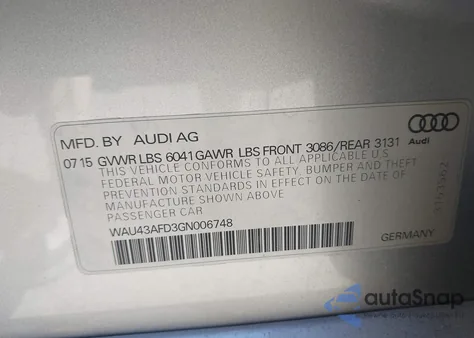 MFD. BY AUDI AG
07 15 GVWR LBS 6041 GAWR LBS FRONT 3086/REAR 3131
THIS VEHICLE CONFORMS TO ALL APPLICABLE U.S.
FEDERAL MOTOR VEHICLE SAFETY, BUMPER AND THEFT
PREVENTION STANDARDS IN EFFECT ON THE DATE OF
MANUFACTURE SHOWN ABOVE
PASSENGER CAR
WAU43AFD3GN006748
Audi
GERMANY
autoSnap